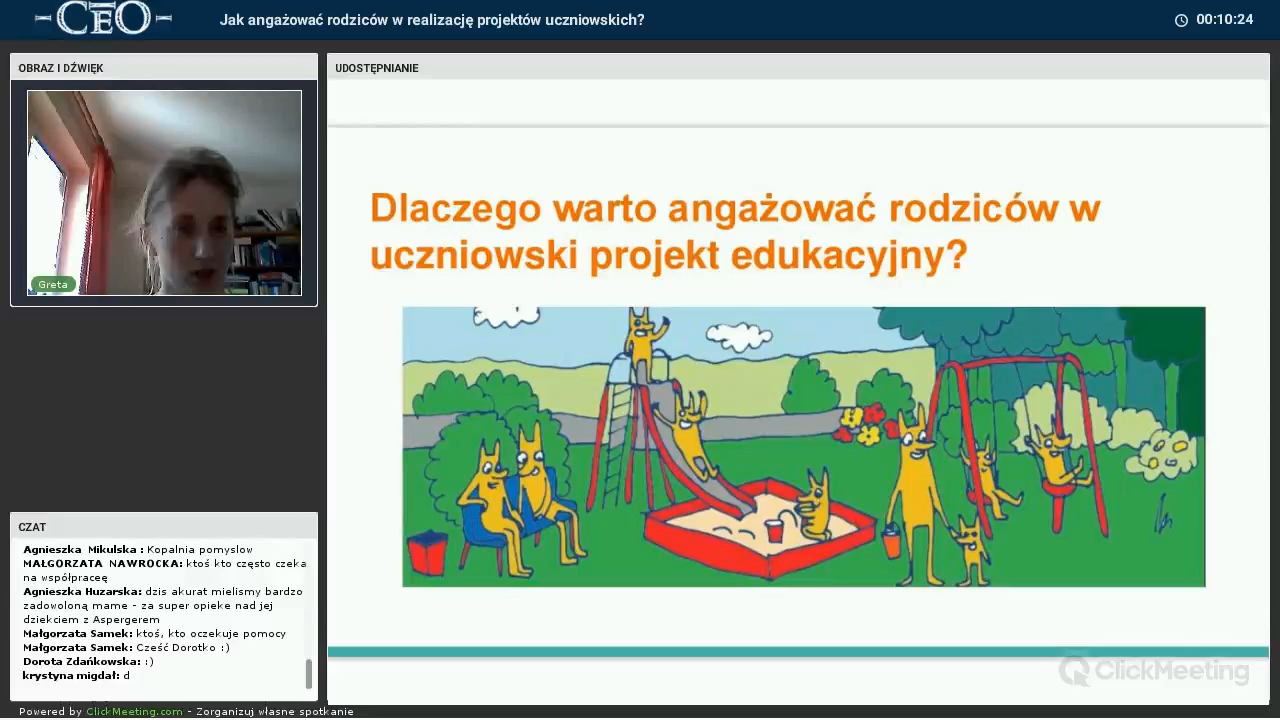 CEO
Jak angażować rodziców w realizację projektów uczniowskich?
00:10:24
OBRAZ I DŹWIĘK
Greta
UDOSTĘPNIANIE
Dlaczego warto angażować rodziców w
uczniowski projekt edukacyjny?
CZAT
Agnieszka Mikulska : Kopalnia pomyslow
MAŁGORZATA NAWROCKA: ktoś kto często czeka
na współpraceę
Agnieszka Huzarska: dzis akurat mielismy bardzo
zadowoloną mame - za super opieke nad jej
dziekciem z Aspergerem
Małgorzata Samek: ktoś, kto oczekuje pomocy
Małgorzata Samek: Cześć Dorotko :)
Dorota Zdańkowska: :)
krystyna migdał: d
ClickMeeting
Powered by ClickMeeting.com - Zorganizuj własne spotkanie